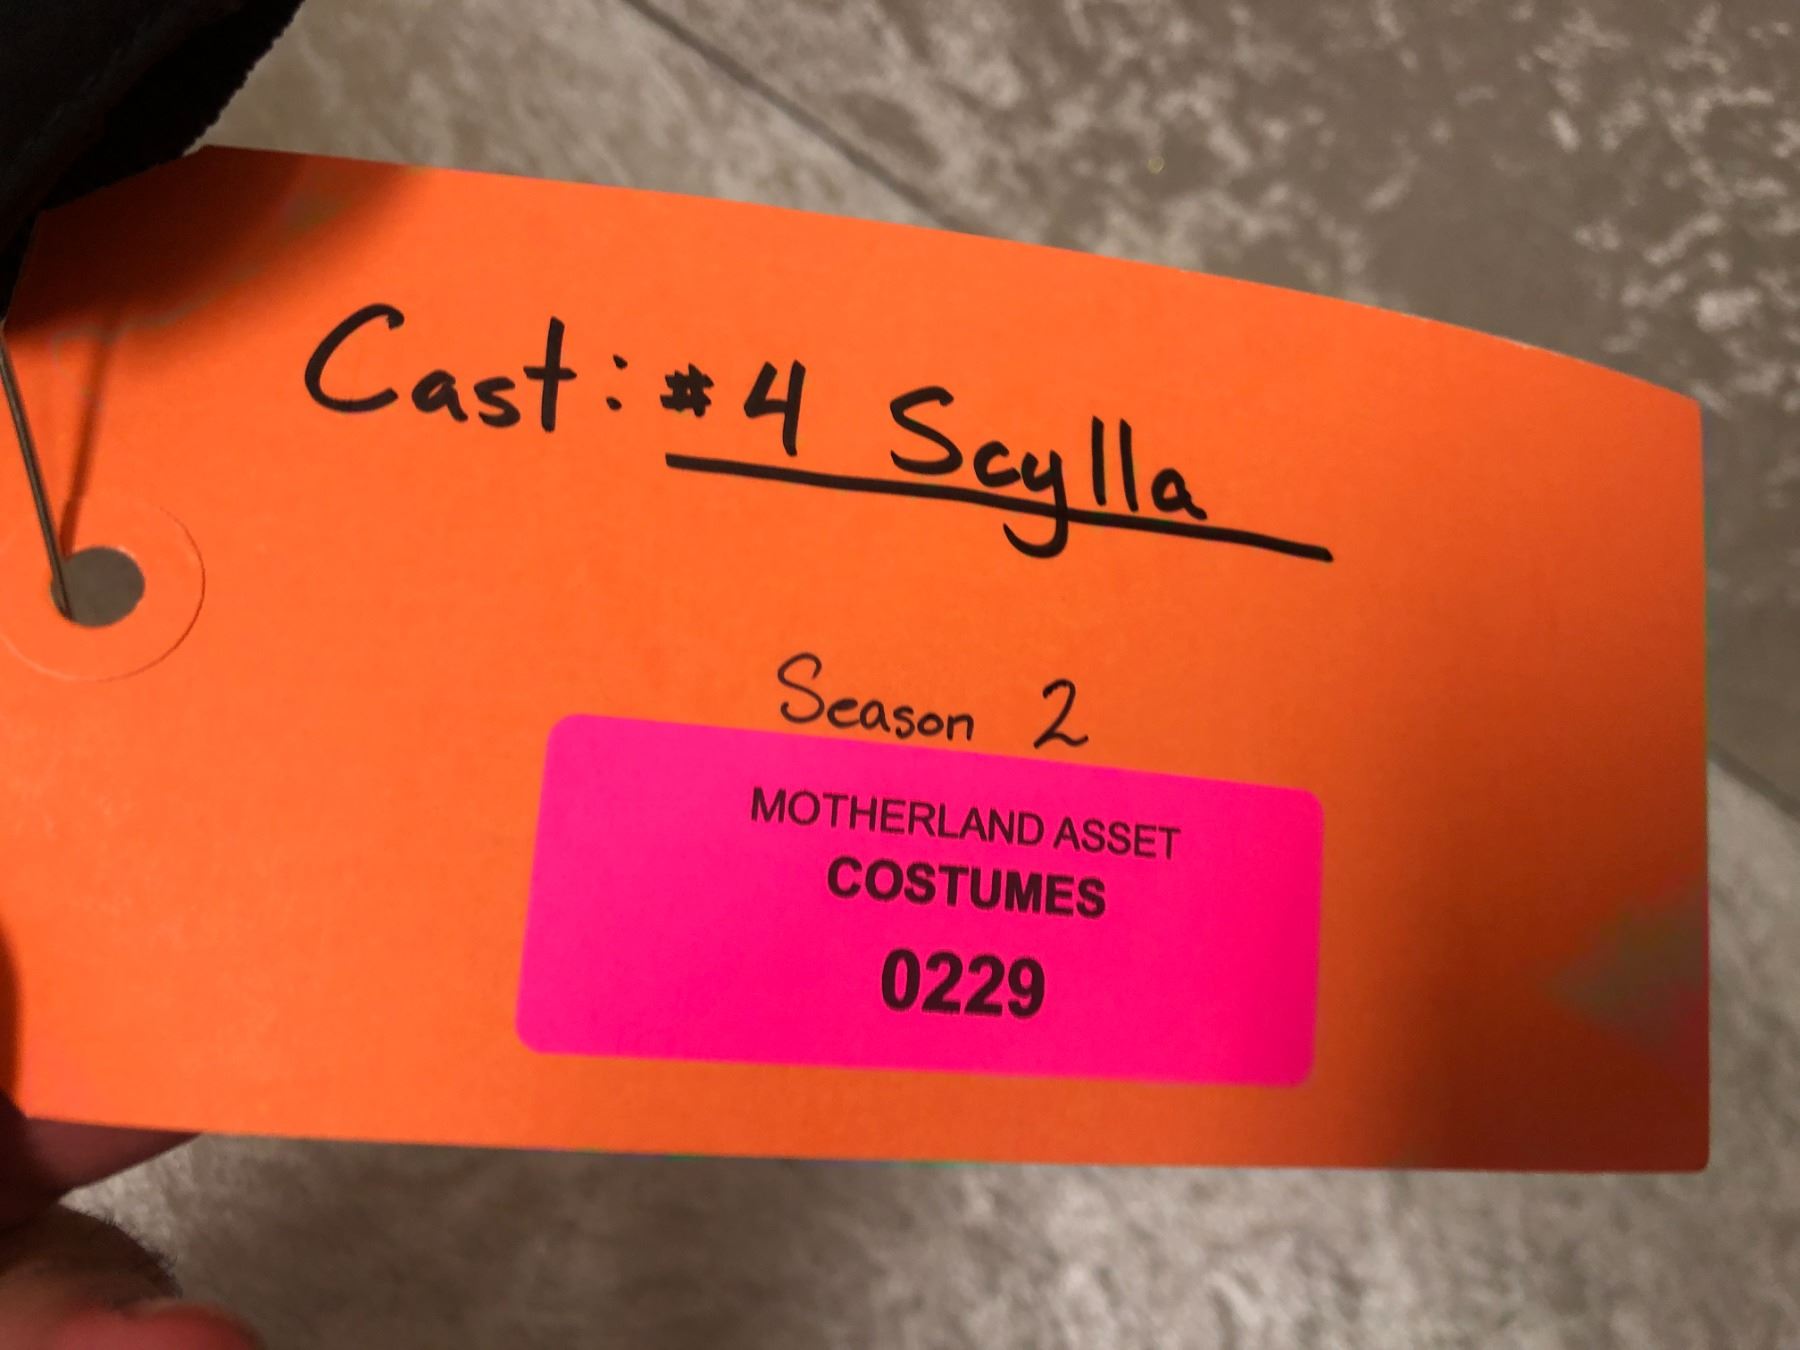 Cast: #4 Scylla
Season 2
MOTHERLAND ASSET
COSTUMES
0229